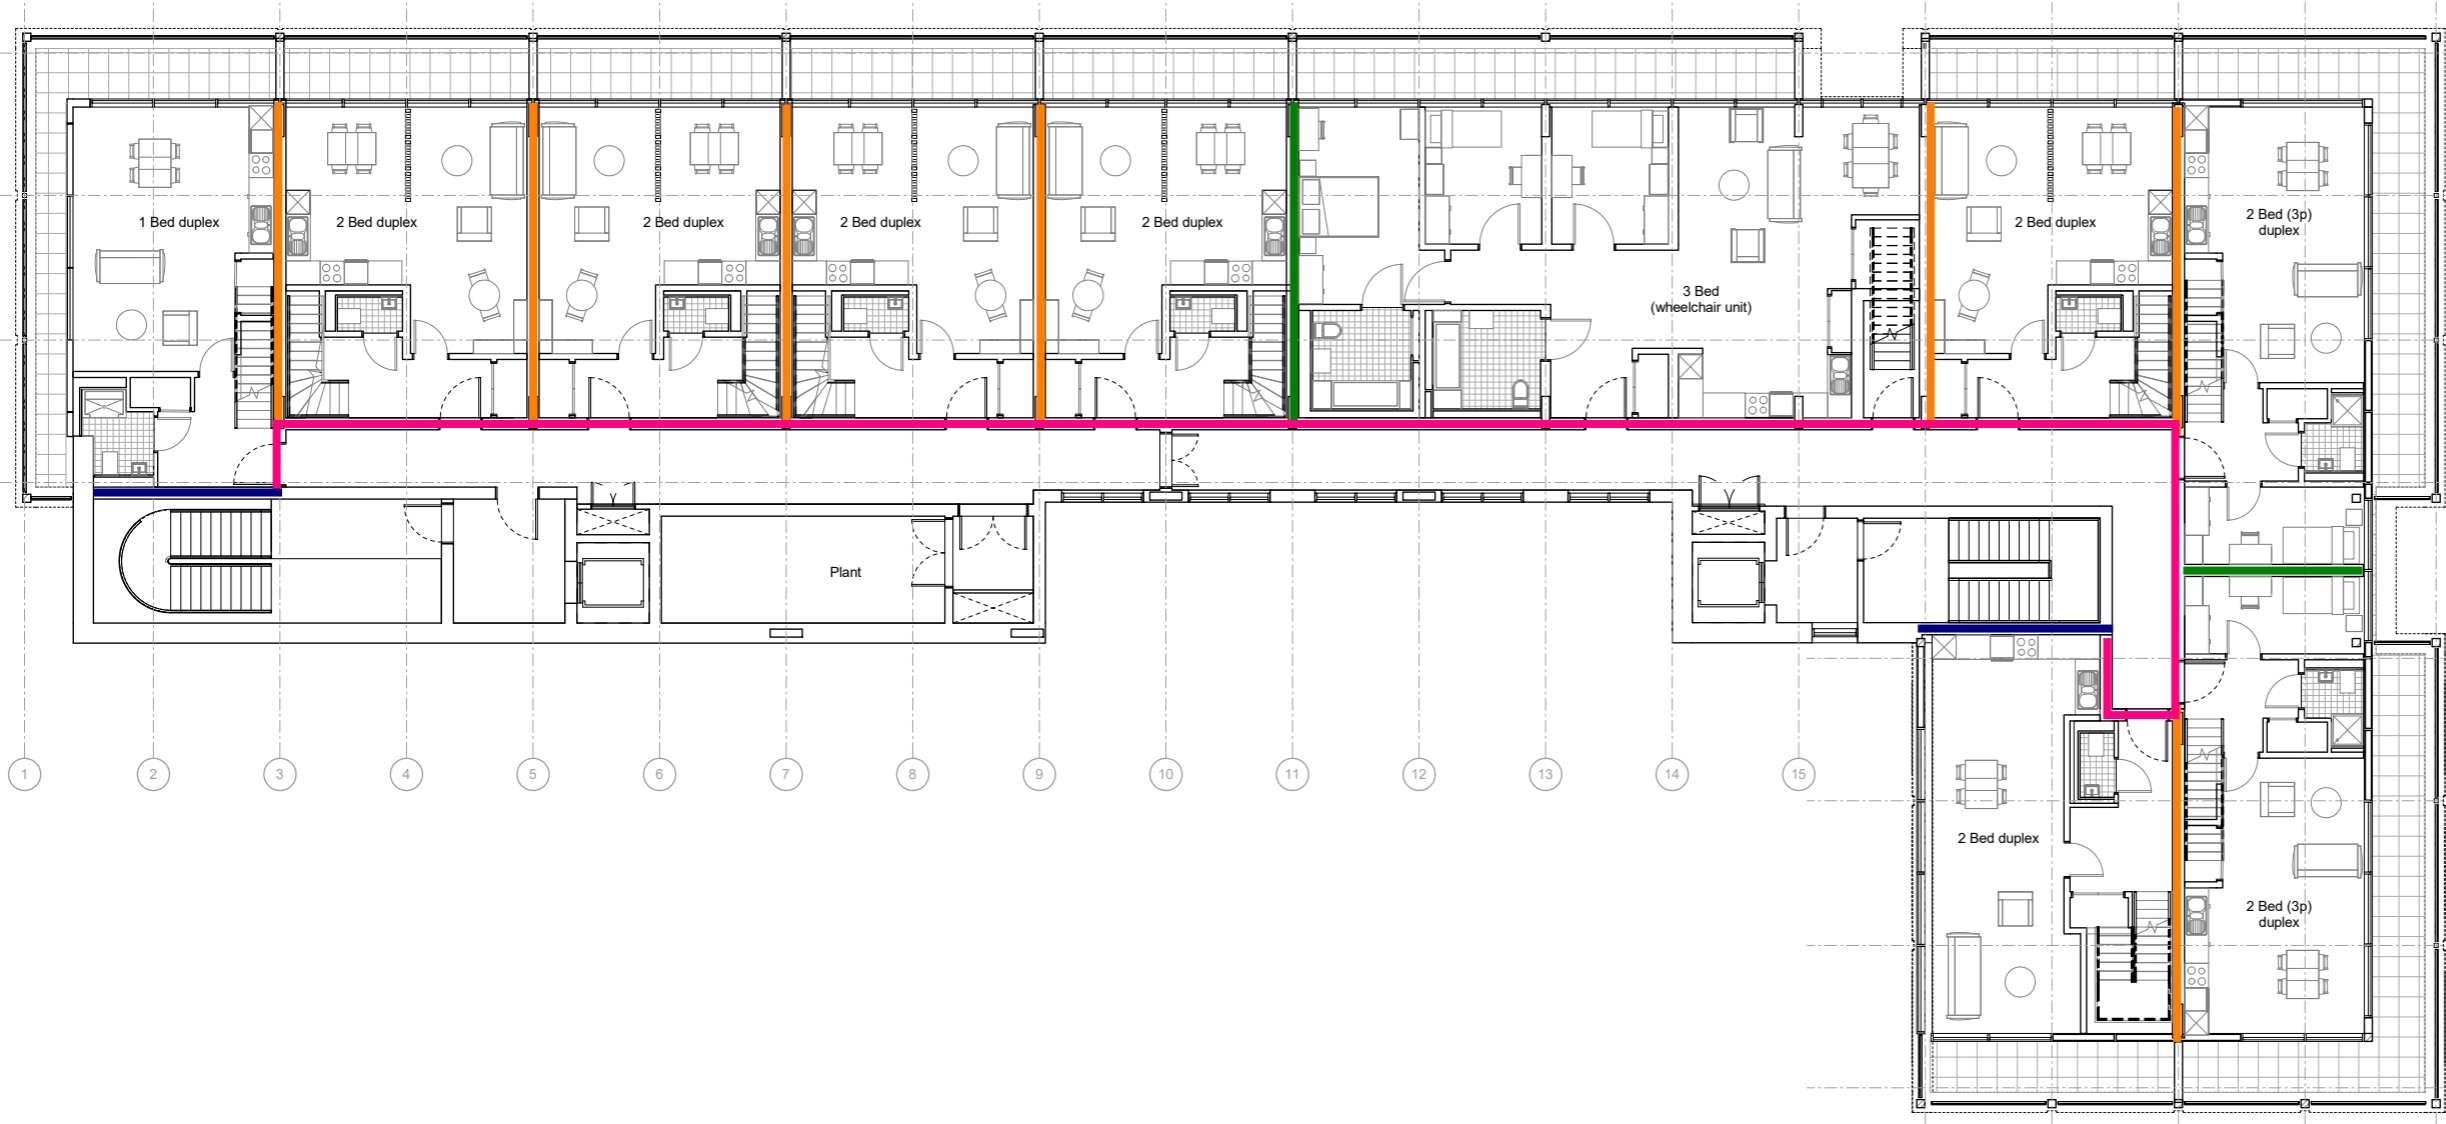 1 Bed duplex
2 Bed duplex
2 Bed duplex
2 Bed duplex
2 Bed duplex
3 Bed
(wheelchair unit)
2 Bed duplex
2 Bed (3p)
duplex
Plant
1
2
3
4
5
6
7
8
9
10
11
12
13
14
15
2 Bed duplex
2 Bed (3p)
duplex